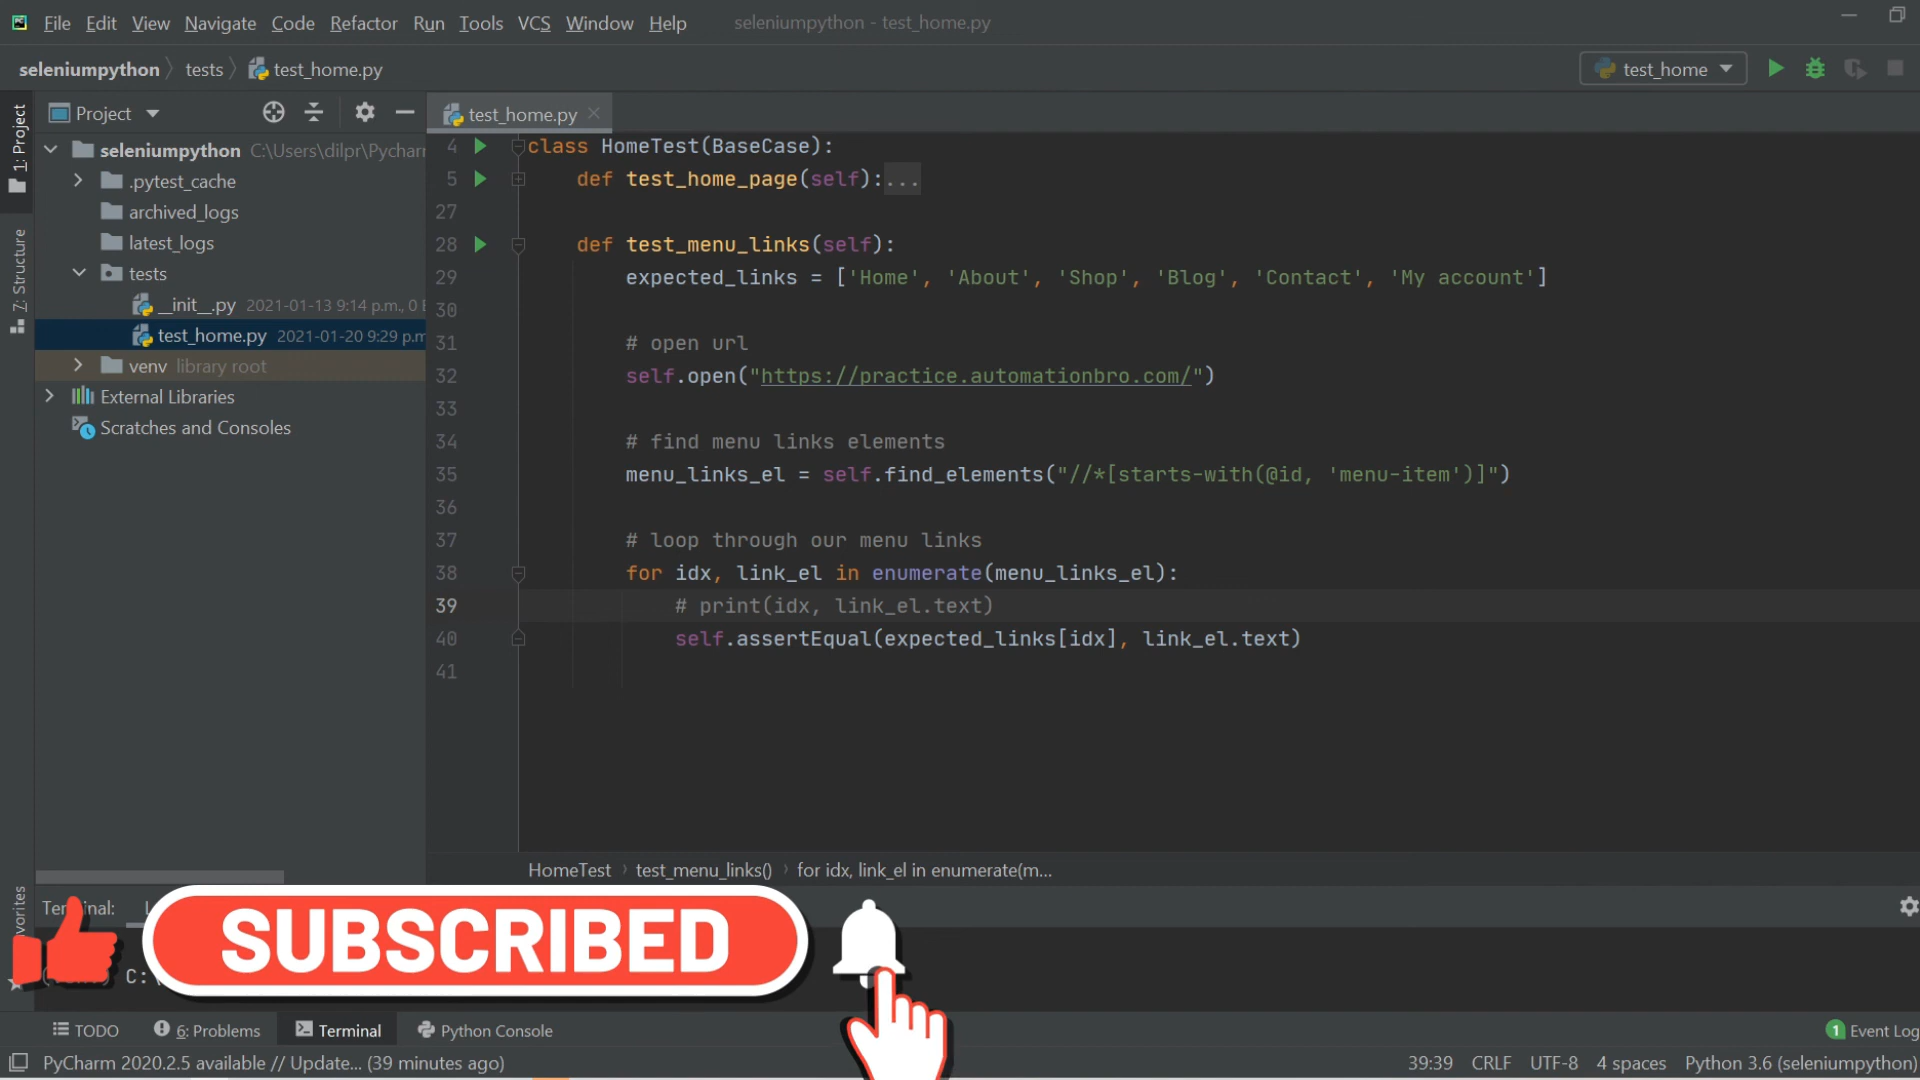 File Edit View Navigate Code Refactor Run Tools VCS Window Help seleniumpython - test_home.py
seleniumpython tests test_home.py test_home
1: Project
Project
test_home.py
seleniumpython C:\Users\dilpr\Pycharm
.pytest_cache
archived_logs
latest_logs
tests
__init__.py 2021-01-13 9:14 p.m., 0
test_home.py 2021-01-20 9:29 p.m
venv library root
External Libraries
Scratches and Consoles
7: Structure
4 class HomeTest(BaseCase):
5 def test_home_page(self):...
27
28 def test_menu_links(self):
29 expected_links = ['Home', 'About', 'Shop', 'Blog', 'Contact', 'My account']
30
31 # open url
32 self.open("https://practice.automationbro.com/")
33
34 # find menu links elements
35 menu_links_el = self.find_elements("//*[starts-with(@id, 'menu-item')]")
36
37 # loop through our menu links
38 for idx, link_el in enumerate(menu_links_el):
39 # print(idx, link_el.text)
40 self.assertEqual(expected_links[idx], link_el.text)
41
HomeTest › test_menu_links() › for idx, link_el in enumerate(m...
C:\
SUBSCRIBED
TODO 6: Problems Terminal Python Console 1 Event Log
PyCharm 2020.2.5 available // Update... (39 minutes ago) 39:39 CRLF UTF-8 4 spaces Python 3.6 (seleniumpython)